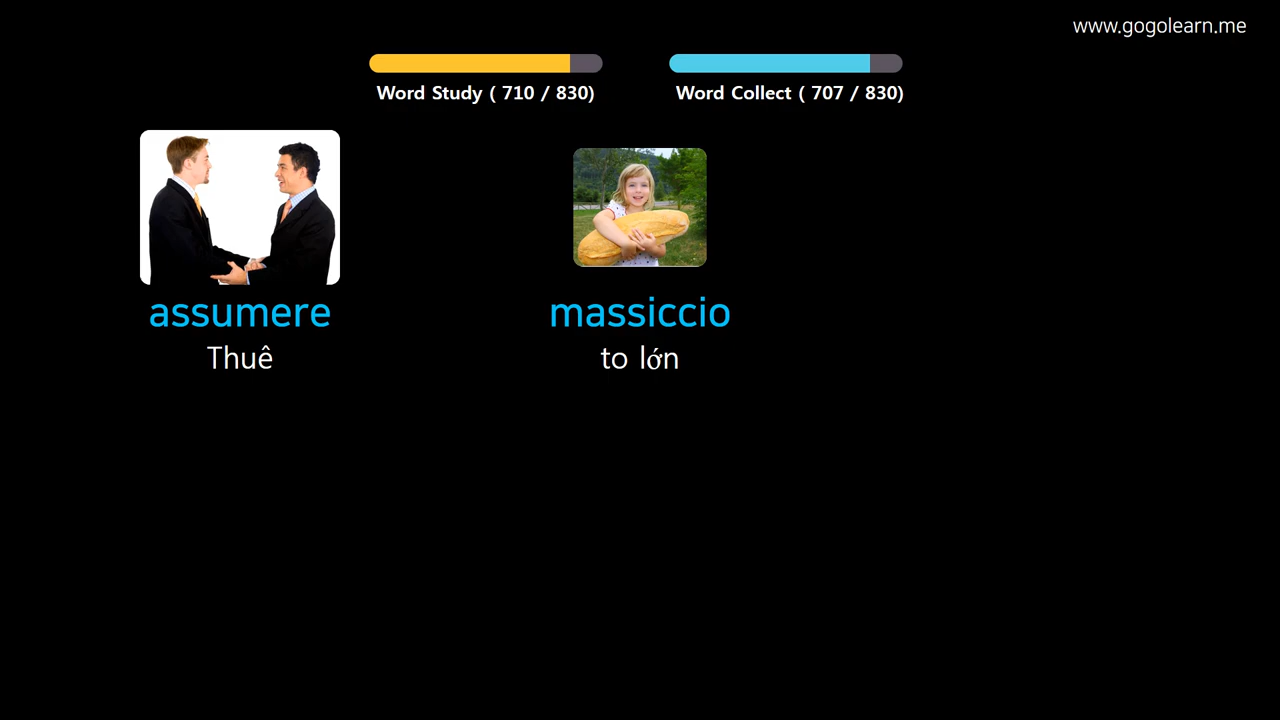 www.gogolearn.me
Word Study ( 710 / 830)
Word Collect ( 707 / 830)
assumere
Thuê
massiccio
to lớn